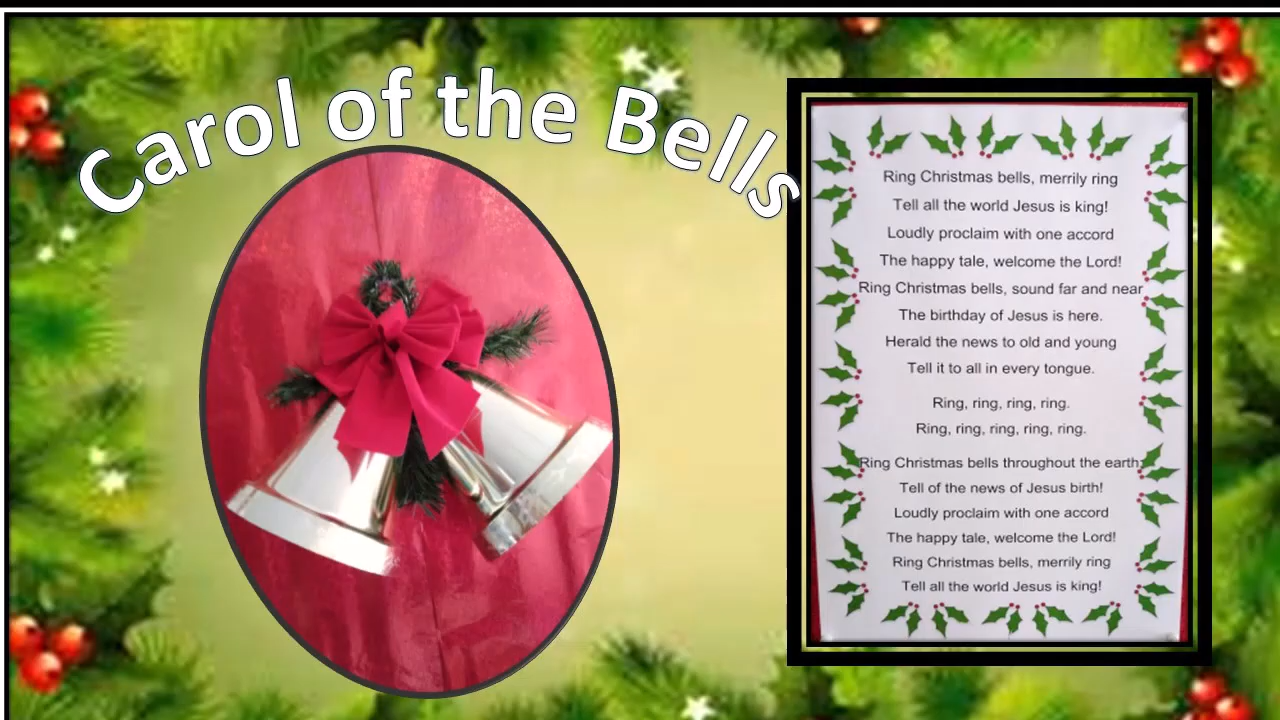 Carol of the Bells
Ring Christmas bells, merrily ring
Tell all the world Jesus is king!
Loudly proclaim with one accord
The happy tale, welcome the Lord!
Ring Christmas bells, sound far and near
The birthday of Jesus is here.
Herald the news to old and young
Tell it to all in every tongue.
Ring, ring, ring, ring.
Ring, ring, ring, ring, ring.
Ring Christmas bells throughout the earth;
Tell of the news of Jesus birth!
Loudly proclaim with one accord
The happy tale, welcome the Lord!
Ring Christmas bells, merrily ring
Tell all the world Jesus is king!